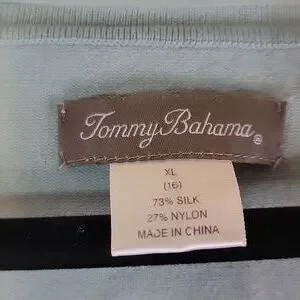 Tommy Bahama®
XL
(16)
73% SILK
27% NYLON
MADE IN CHINA